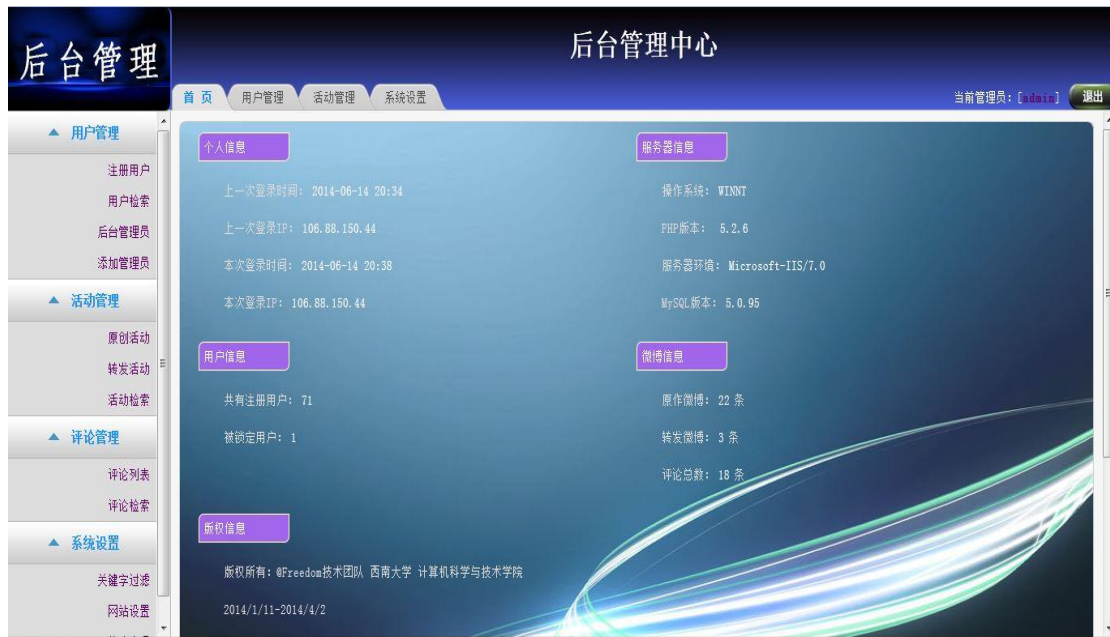 后台管理
后台管理中心
首 页
用户管理
活动管理
系统设置
当前管理员：[admin]
退出
用户管理
注册用户
用户检索
后台管理员
添加管理员
活动管理
原创活动
转发活动
活动检索
评论管理
评论列表
评论检索
系统设置
关键字过滤
网站设置
个人信息
上一次登录时间： 2014-06-14 20:34
上一次登录IP： 106.88.150.44
本次登录时间： 2014-06-14 20:38
本次登录IP： 106.88.150.44
服务器信息
操作系统： WINNT
PHP版本： 5.2.6
服务器环境： Microsoft-IIS/7.0
MySQL版本： 5.0.95
用户信息
共有注册用户： 71
被锁定用户： 1
微博信息
原作微博： 22 条
转发微博： 3 条
评论总数： 18 条
版权信息
版权所有：@Freedom技术团队 西南大学 计算机科学与技术学院
2014/1/11-2014/4/2